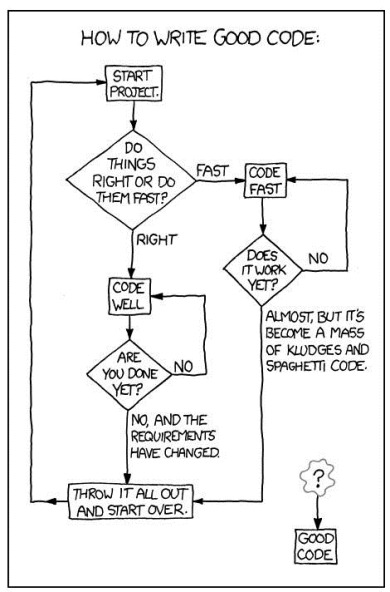 HOW TO WRITE GOOD CODE:
START
PROJECT.
DO
THINGS
RIGHT OR DO
THEM FAST?
FAST
CODE
FAST
RIGHT
DOES
IT WORK
YET?
NO
CODE
WELL
ALMOST, BUT IT'S
BECOME A MASS
OF KLUDGES AND
SPAGHETTI CODE.
ARE
YOU DONE
YET?
NO
NO, AND THE
REQUIREMENTS
HAVE CHANGED.
THROW IT ALL OUT
AND START OVER.
?
GOOD
CODE